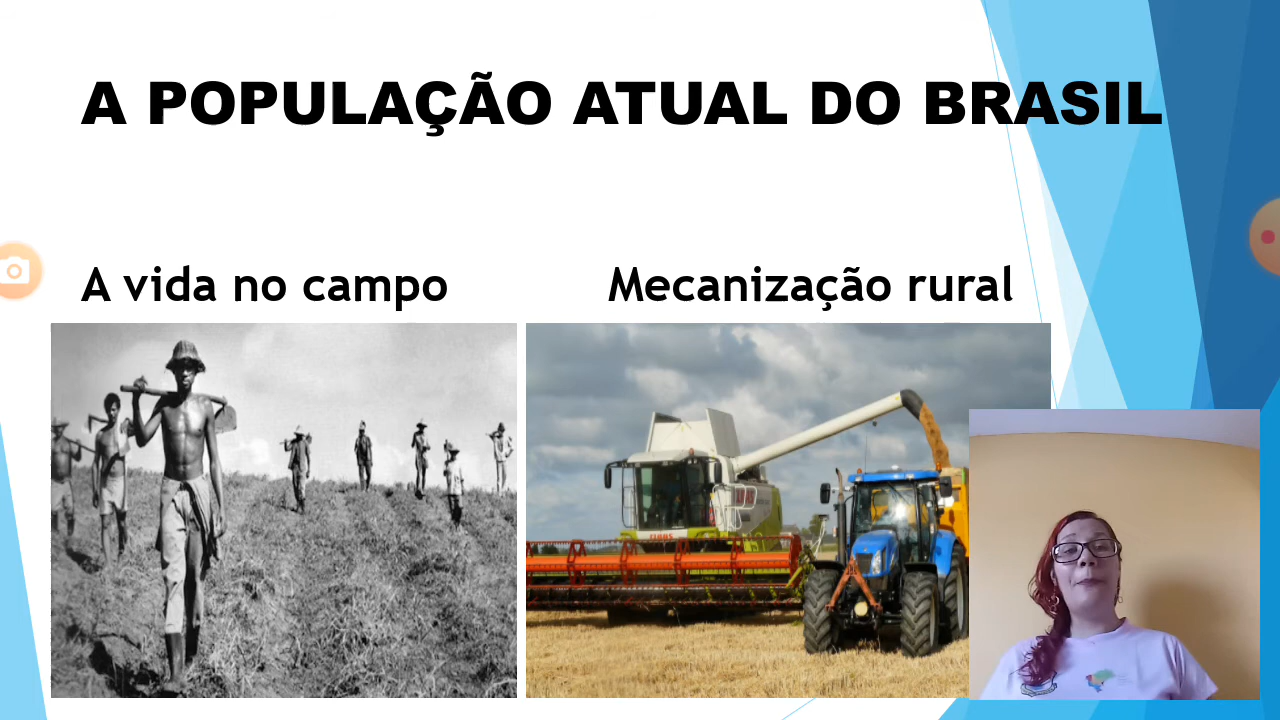 A POPULAÇÃO ATUAL DO BRASIL
A vida no campo
Mecanização rural
CLAAS